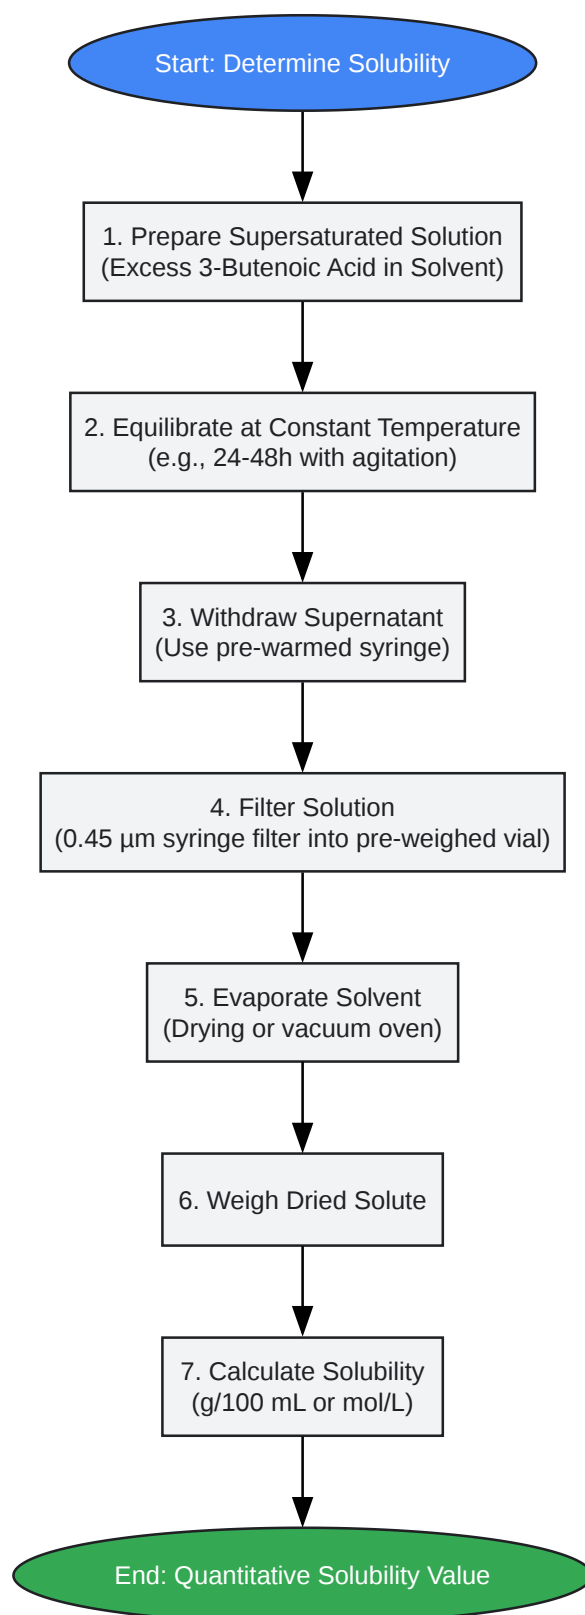 Start: Determine Solubility
1. Prepare Supersaturated Solution
(Excess 3-Butenoic Acid in Solvent)
2. Equilibrate at Constant Temperature
(e.g., 24-48h with agitation)
3. Withdraw Supernatant
(Use pre-warmed syringe)
4. Filter Solution
(0.45 µm syringe filter into pre-weighed vial)
5. Evaporate Solvent
(Drying or vacuum oven)
6. Weigh Dried Solute
7. Calculate Solubility
(g/100 mL or mol/L)
End: Quantitative Solubility Value